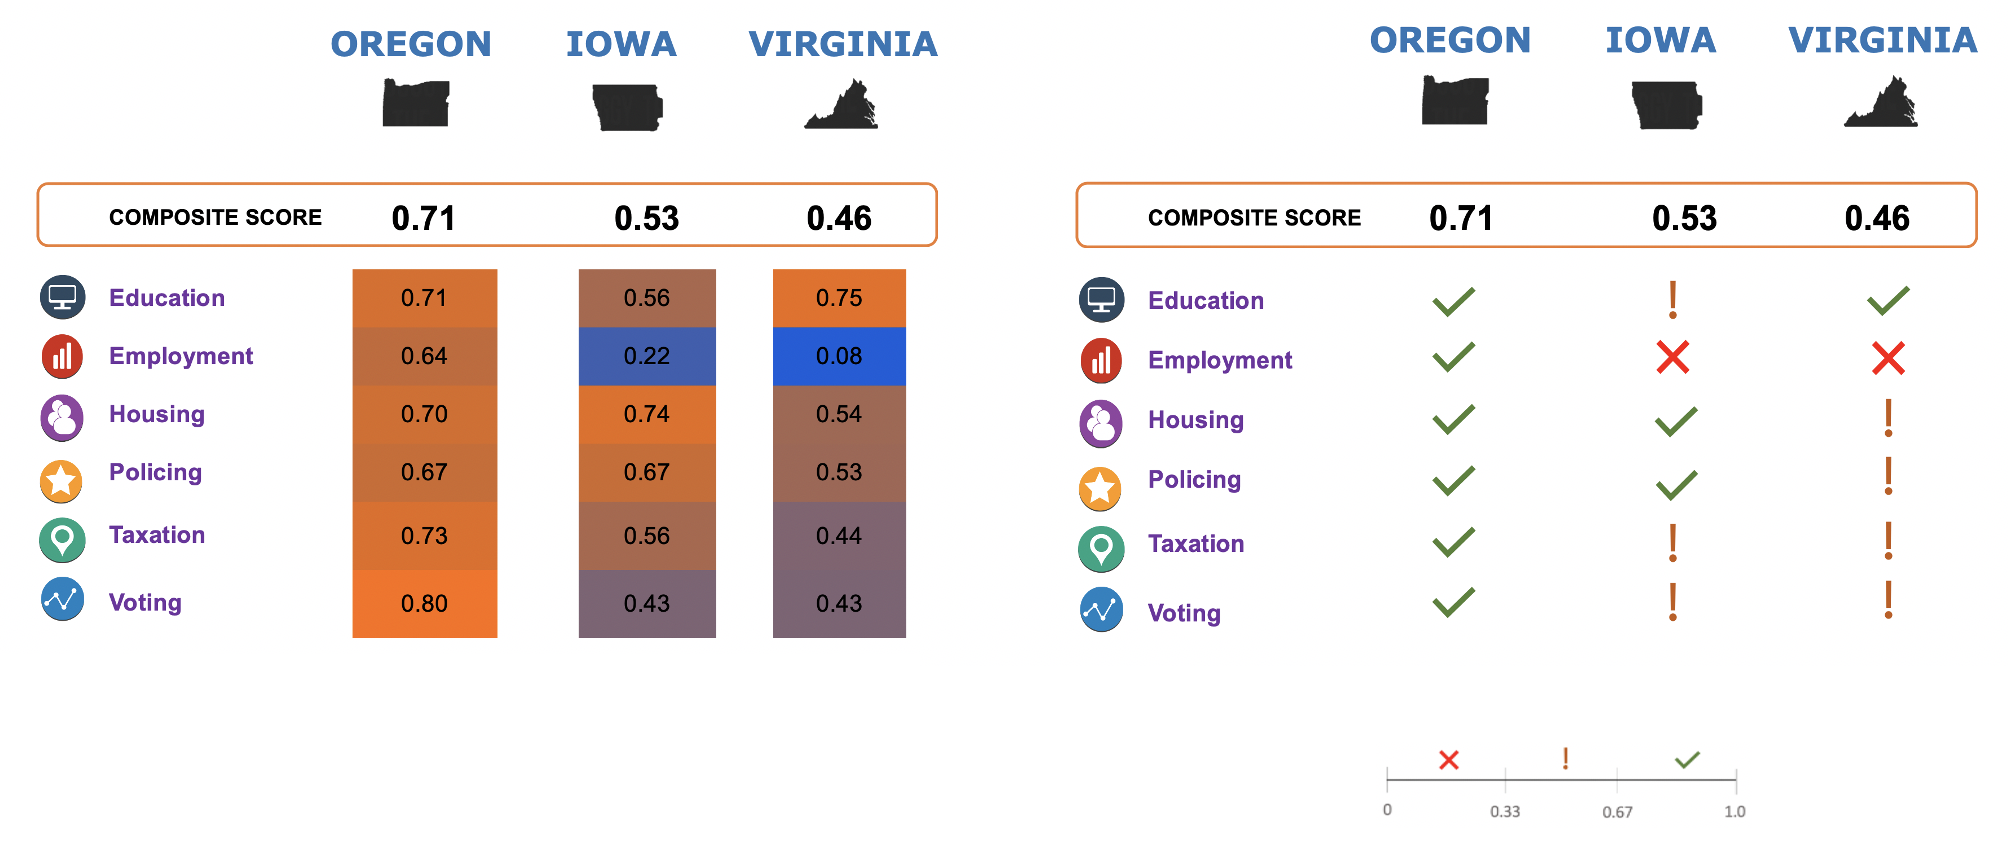 OREGON IOWA VIRGINIA
COMPOSITE SCORE 0.71 0.53 0.46
Education 0.71 0.56 0.75
Employment 0.64 0.22 0.08
Housing 0.70 0.74 0.54
Policing 0.67 0.67 0.53
Taxation 0.73 0.56 0.44
Voting 0.80 0.43 0.43
OREGON IOWA VIRGINIA
COMPOSITE SCORE 0.71 0.53 0.46
Education ! 
Employment
Housing !
Policing !
Taxation ! !
Voting ! !
!
0 0.33 0.67 1.0